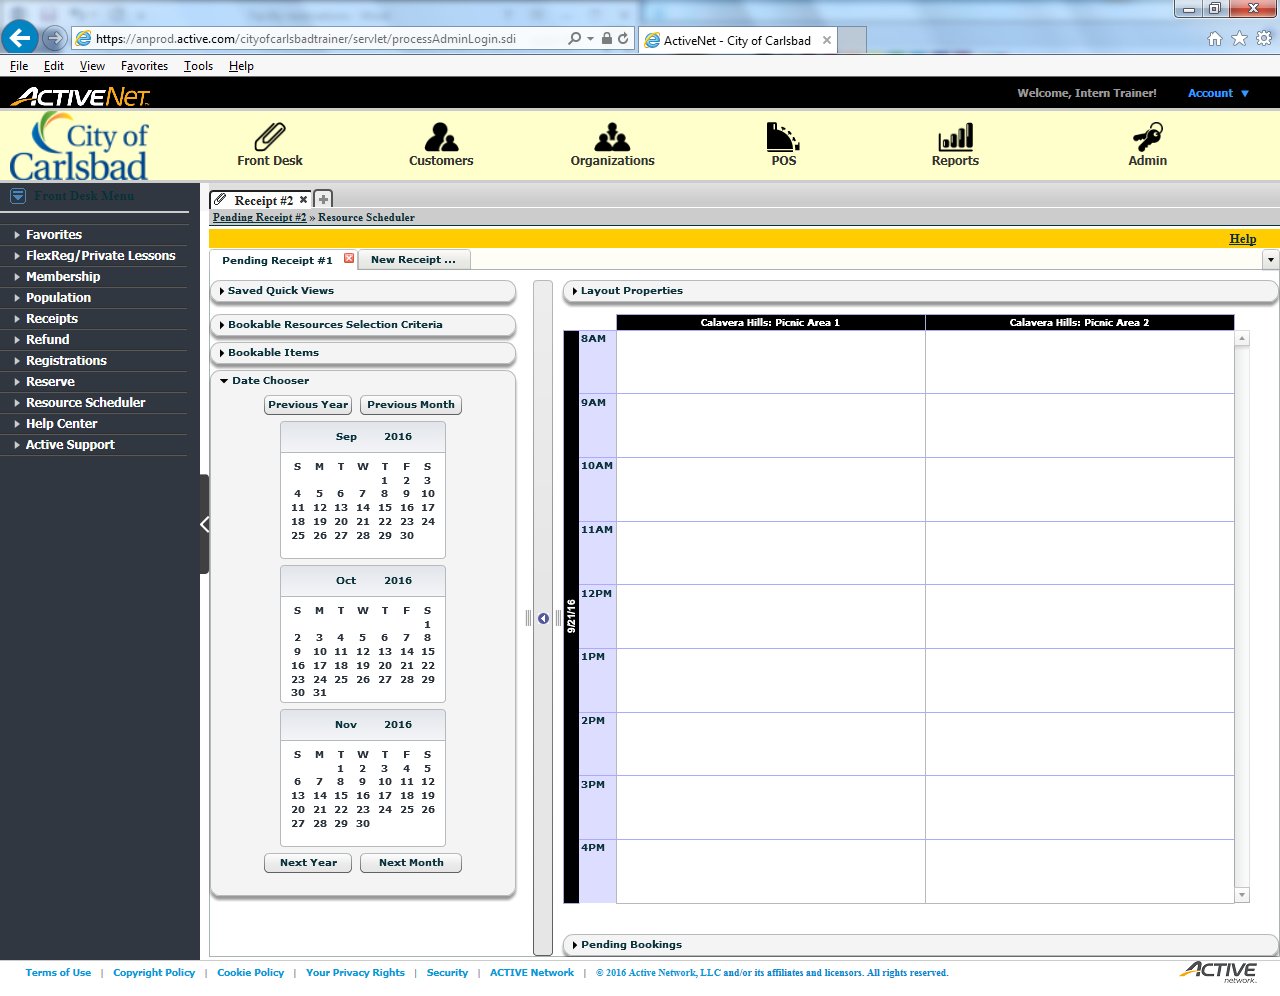 https://anprod.active.com/cityofcarlsbadtrainer/servlet/processAdminLogin.sdi
ActiveNet - City of Carlsbad
File Edit View Favorites Tools Help
ACTIVENET
Welcome, Intern Trainer! Account
City of
Carlsbad
Front Desk Customers Organizations POS Reports Admin
Front Desk Menu
Favorites
FlexReg/Private Lessons
Membership
Population
Receipts
Refund
Registrations
Reserve
Resource Scheduler
Help Center
Active Support
Receipt #2
Pending Receipt #2 » Resource Scheduler
Help
Pending Receipt #1 New Receipt ...
Saved Quick Views
Bookable Resources Selection Criteria
Bookable Items
Date Chooser
Previous Year Previous Month
Sep 2016
S M T W T F S
1 2 3
4 5 6 7 8 9 10
11 12 13 14 15 16 17
18 19 20 21 22 23 24
25 26 27 28 29 30
Oct 2016
S M T W T F S
1
2 3 4 5 6 7 8
9 10 11 12 13 14 15
16 17 18 19 20 21 22
23 24 25 26 27 28 29
30 31
Nov 2016
S M T W T F S
1 2 3 4 5
6 7 8 9 10 11 12
13 14 15 16 17 18 19
20 21 22 23 24 25 26
27 28 29 30
Next Year Next Month
Layout Properties
Calavera Hills: Picnic Area 1 Calavera Hills: Picnic Area 2
9/21/16
8AM
9AM
10AM
11AM
12PM
1PM
2PM
3PM
4PM
Pending Bookings
Terms of Use | Copyright Policy | Cookie Policy | Your Privacy Rights | Security | ACTIVE Network | © 2016 Active Network, LLC and/or its affiliates and licensors. All rights reserved.
ACTIVE
network